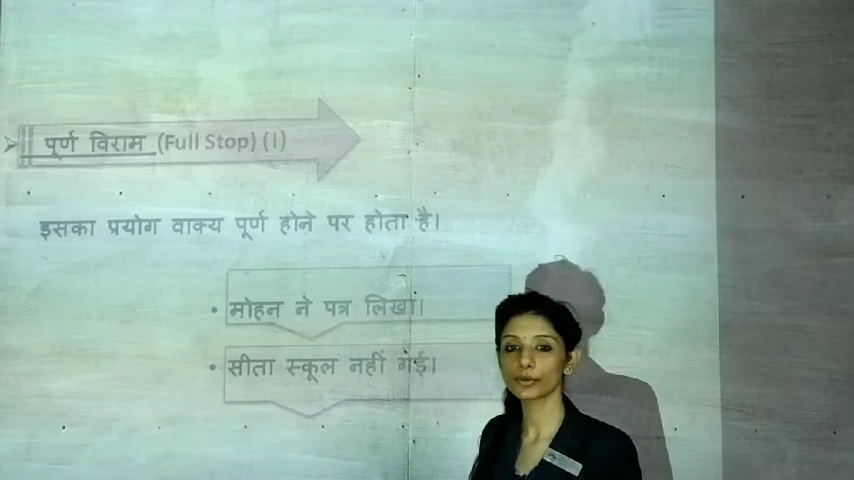 पूर्ण विराम (Full Stop) (।)
इसका प्रयोग वाक्य पूर्ण होने पर होता है।
मोहन ने पत्र लिखा।
सीता स्कूल नहीं गई।